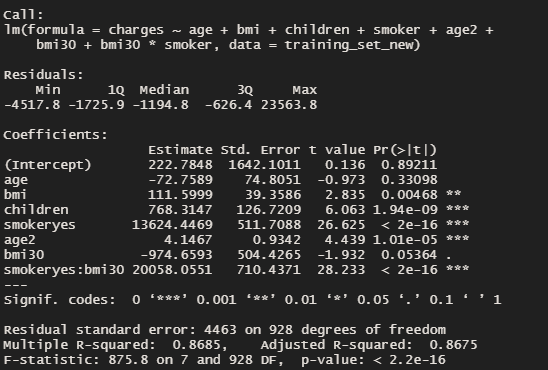 Call:
lm(formula = charges ~ age + bmi + children + smoker + age2 +
    bmi30 + bmi30 * smoker, data = training_set_new)

Residuals:
    Min      1Q  Median      3Q     Max
-4517.8 -1725.9 -1194.8  -626.4 23563.8

Coefficients:
                Estimate Std. Error t value Pr(>|t|)
(Intercept)     222.7848  1642.1011   0.136  0.89211
age             -72.7589    74.8051  -0.973  0.33098
bmi             111.5999    39.3586   2.835  0.00468 **
children        768.3147   126.7209   6.063 1.94e-09 ***
smokeryes     13624.4469   511.7088  26.625  < 2e-16 ***
age2              4.1467     0.9342   4.439 1.01e-05 ***
bmi30          -974.6593   504.4265  -1.932  0.05364 .
smokeryes:bmi30 20058.0551   710.4371  28.233  < 2e-16 ***
---
Signif. codes:  0 ‘***’ 0.001 ‘**’ 0.01 ‘*’ 0.05 ‘.’ 0.1 ‘ ’ 1

Residual standard error: 4463 on 928 degrees of freedom
Multiple R-squared:  0.8685,    Adjusted R-squared:  0.8675
F-statistic: 875.8 on 7 and 928 DF,  p-value: < 2.2e-16